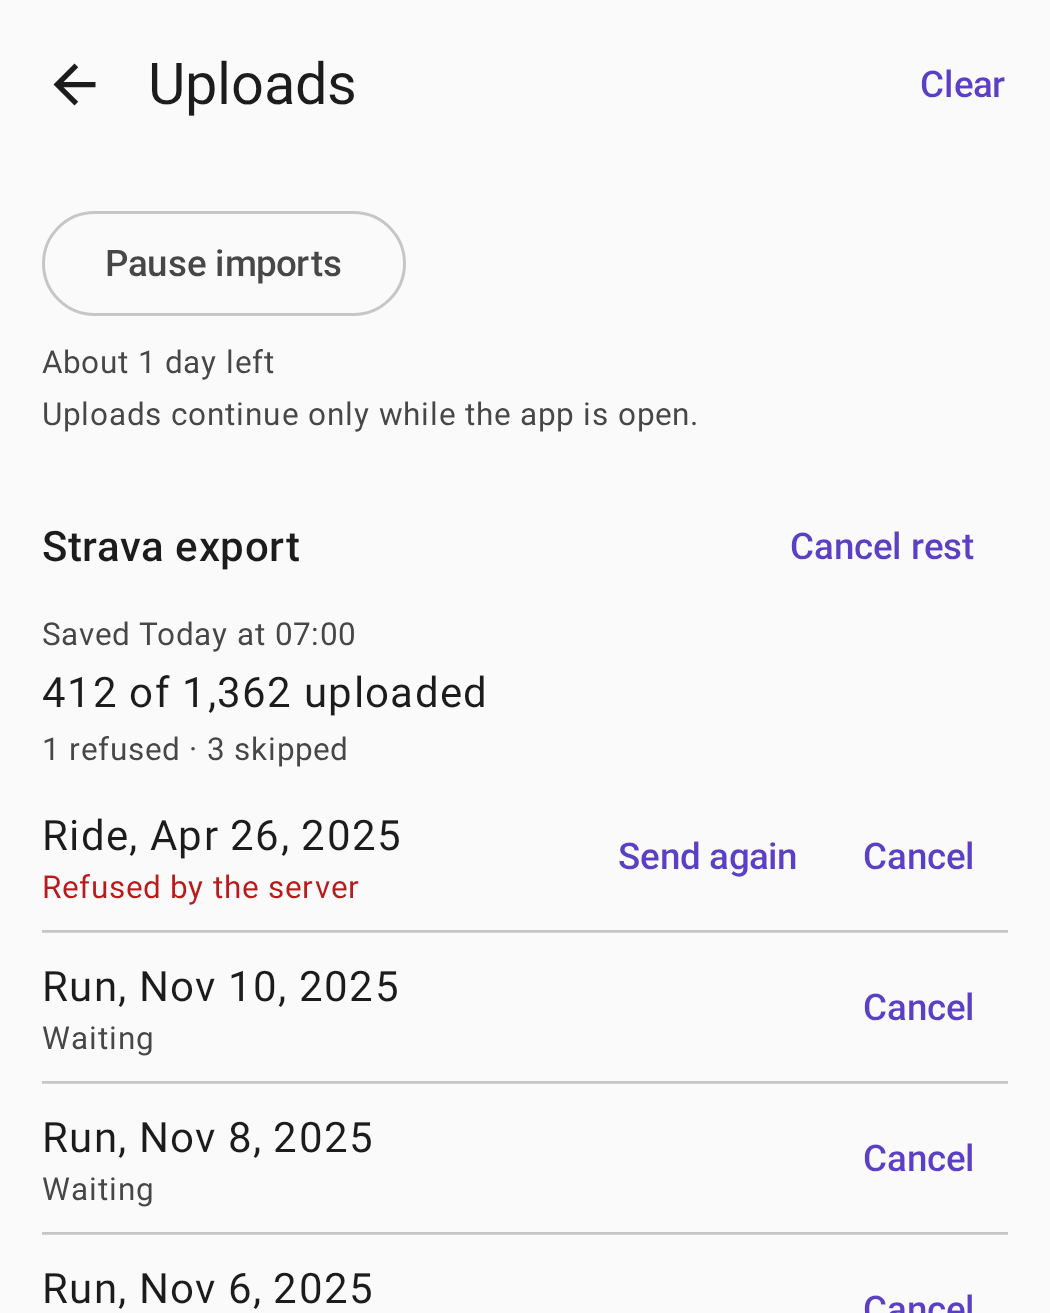 Uploads
Clear
Pause imports
About 1 day left
Uploads continue only while the app is open.
Strava export
Cancel rest
Saved Today at 07:00
412 of 1,362 uploaded
1 refused · 3 skipped
Ride, Apr 26, 2025
Refused by the server
Send again
Cancel
Run, Nov 10, 2025
Waiting
Cancel
Run, Nov 8, 2025
Waiting
Cancel
Run, Nov 6, 2025
Cancel